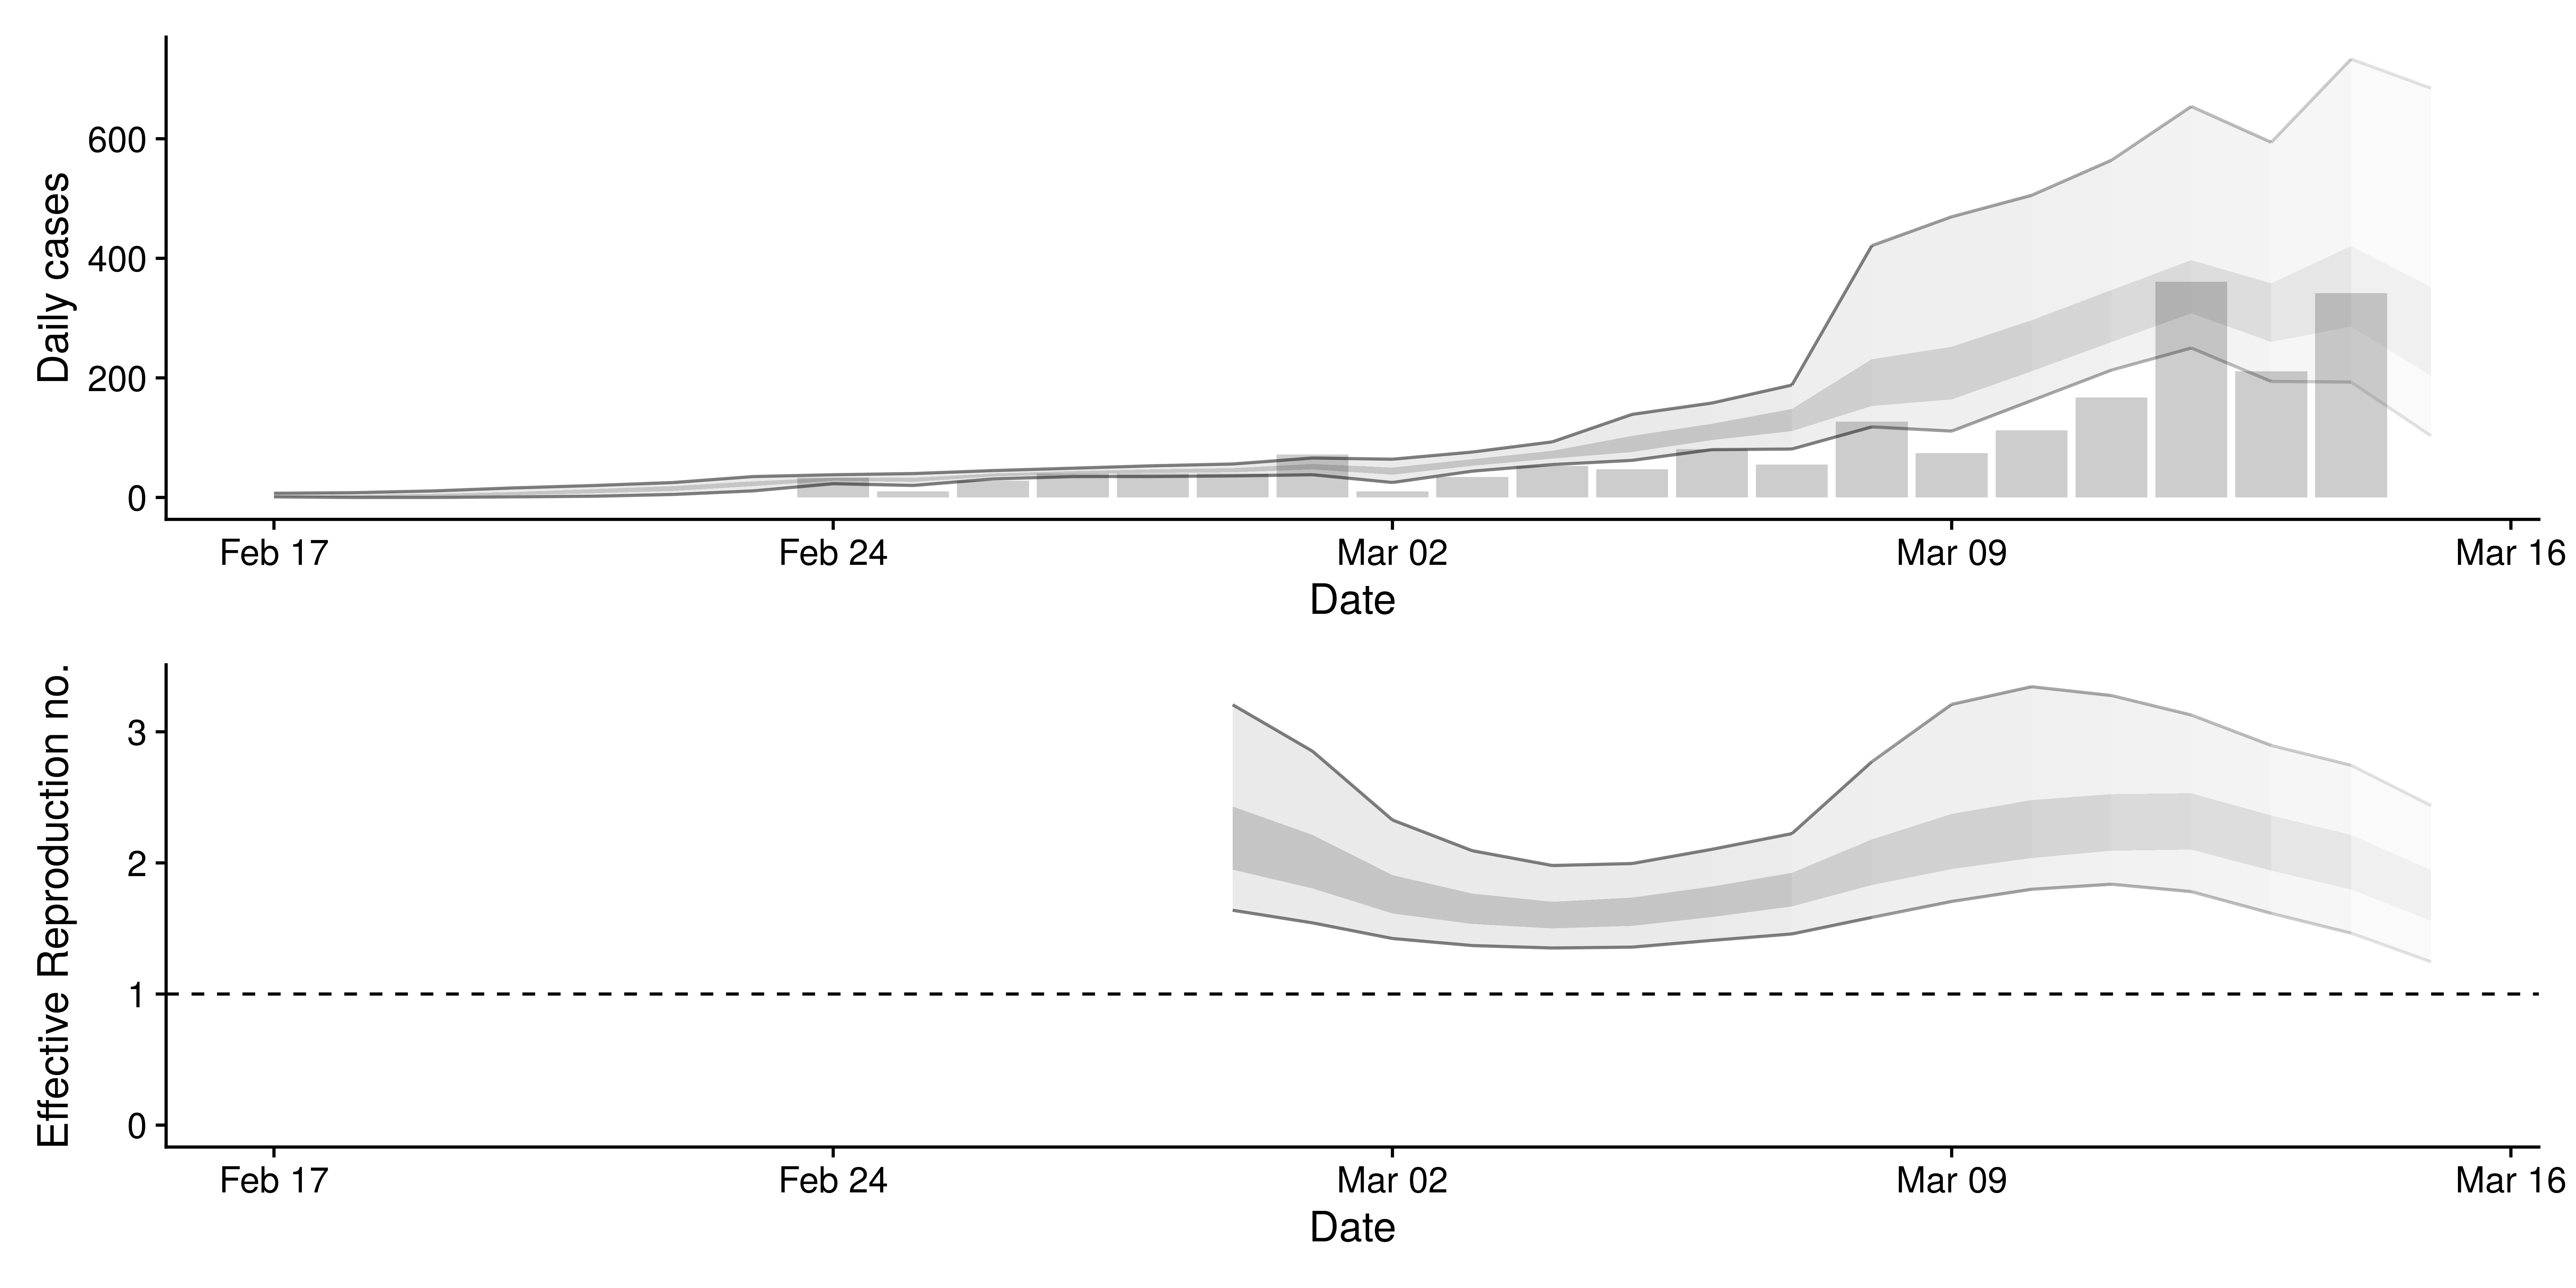 Daily cases
600
400
200
0
Feb 17 Feb 24 Mar 02 Mar 09 Mar 16
Date
Effective Reproduction no.
3
2
1
0
Feb 17 Feb 24 Mar 02 Mar 09 Mar 16
Date